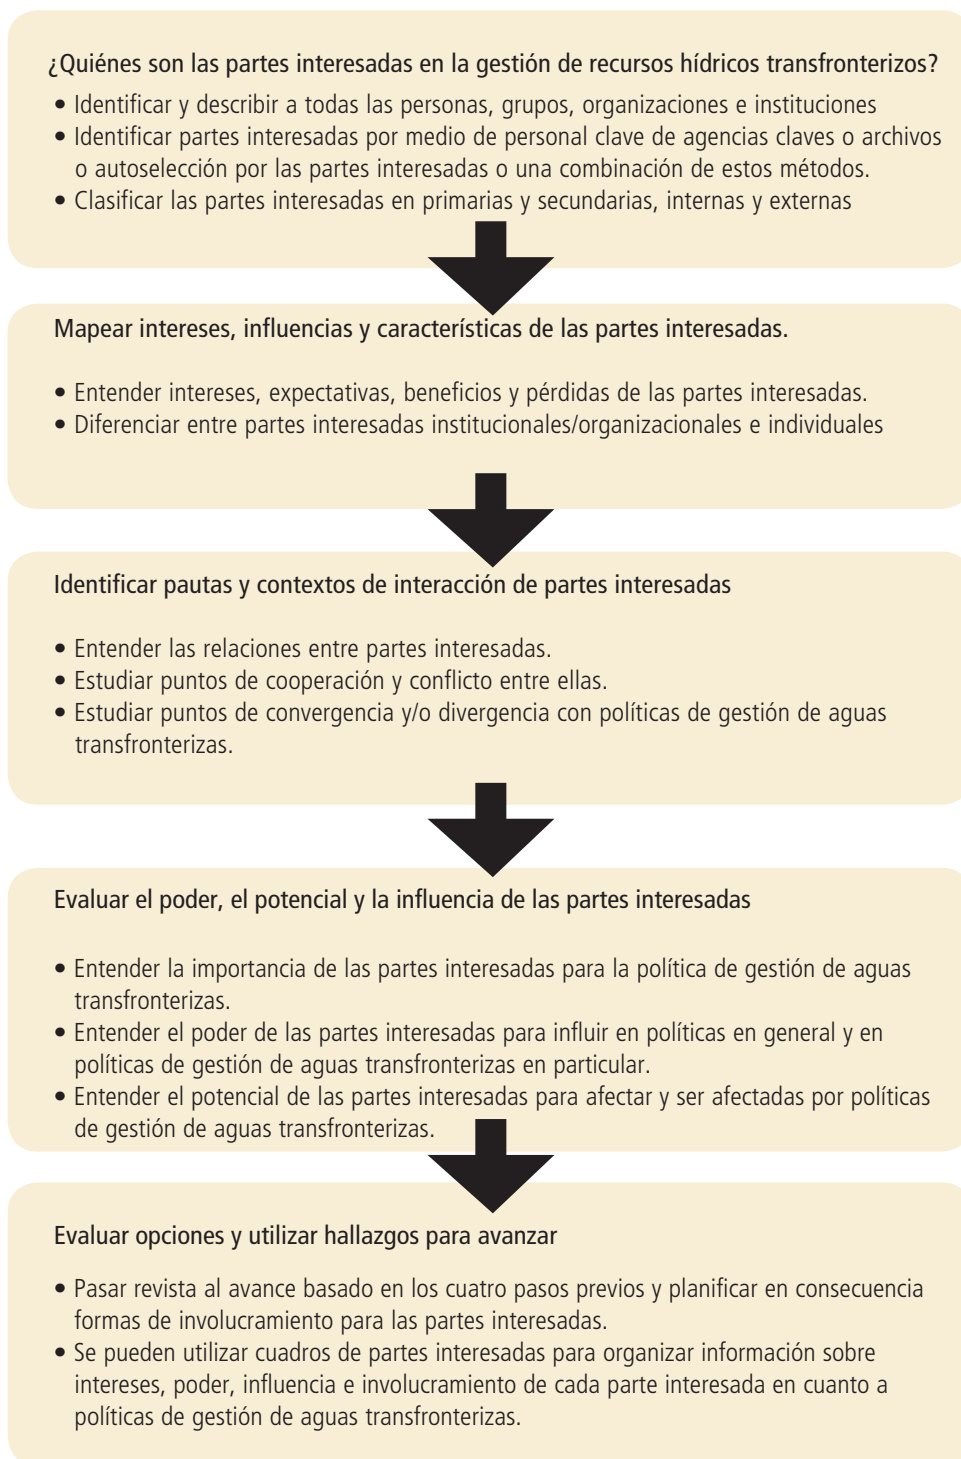 ¿Quiénes son las partes interesadas en la gestión de recursos hídricos transfronterizos?
• Identificar y describir a todas las personas, grupos, organizaciones e instituciones
• Identificar partes interesadas por medio de personal clave de agencias claves o archivos
o autoselección por las partes interesadas o una combinación de estos métodos.
• Clasificar las partes interesadas en primarias y secundarias, internas y externas
Mapear intereses, influencias y características de las partes interesadas.
• Entender intereses, expectativas, beneficios y pérdidas de las partes interesadas.
• Diferenciar entre partes interesadas institucionales/organizacionales e individuales
Identificar pautas y contextos de interacción de partes interesadas
• Entender las relaciones entre partes interesadas.
• Estudiar puntos de cooperación y conflicto entre ellas.
• Estudiar puntos de convergencia y/o divergencia con políticas de gestión de aguas
transfronterizas.
Evaluar el poder, el potencial y la influencia de las partes interesadas
• Entender la importancia de las partes interesadas para la política de gestión de aguas
transfronterizas.
• Entender el poder de las partes interesadas para influir en políticas en general y en
políticas de gestión de aguas transfronterizas en particular.
• Entender el potencial de las partes interesadas para afectar y ser afectadas por políticas
de gestión de aguas transfronterizas.
Evaluar opciones y utilizar hallazgos para avanzar
• Pasar revista al avance basado en los cuatro pasos previos y planificar en consecuencia
formas de involucramiento para las partes interesadas.
• Se pueden utilizar cuadros de partes interesadas para organizar información sobre
intereses, poder, influencia e involucramiento de cada parte interesada en cuanto a
políticas de gestión de aguas transfronterizas.